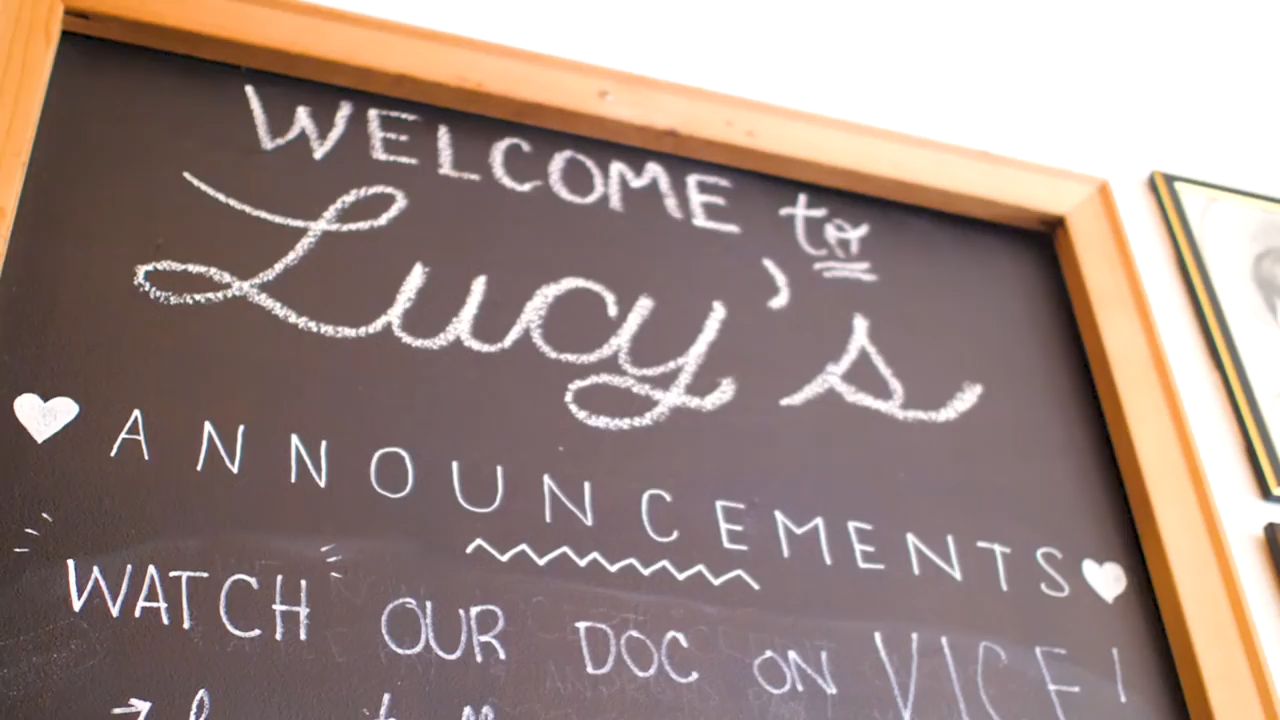 WELCOME to
Lucy's
ANNOUNCEMENTS
WATCH OUR DOC ON VICE!